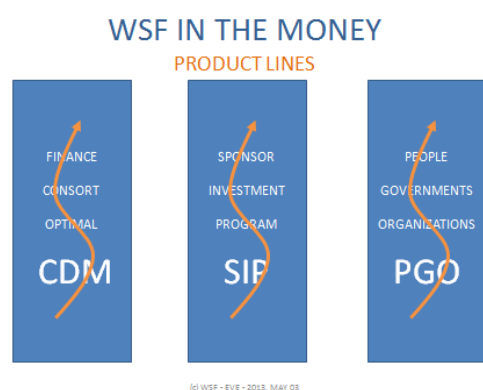 WSF IN THE MONEY
PRODUCT LINES
FINANCE
CONSORT
OPTIMAL
CDM
SPONSOR
INVESTMENT
PROGRAM
SIP
PEOPLE
GOVERNMENTS
ORGANIZATIONS
PGO
(c) WSF - EVE - 2013, MAY 03